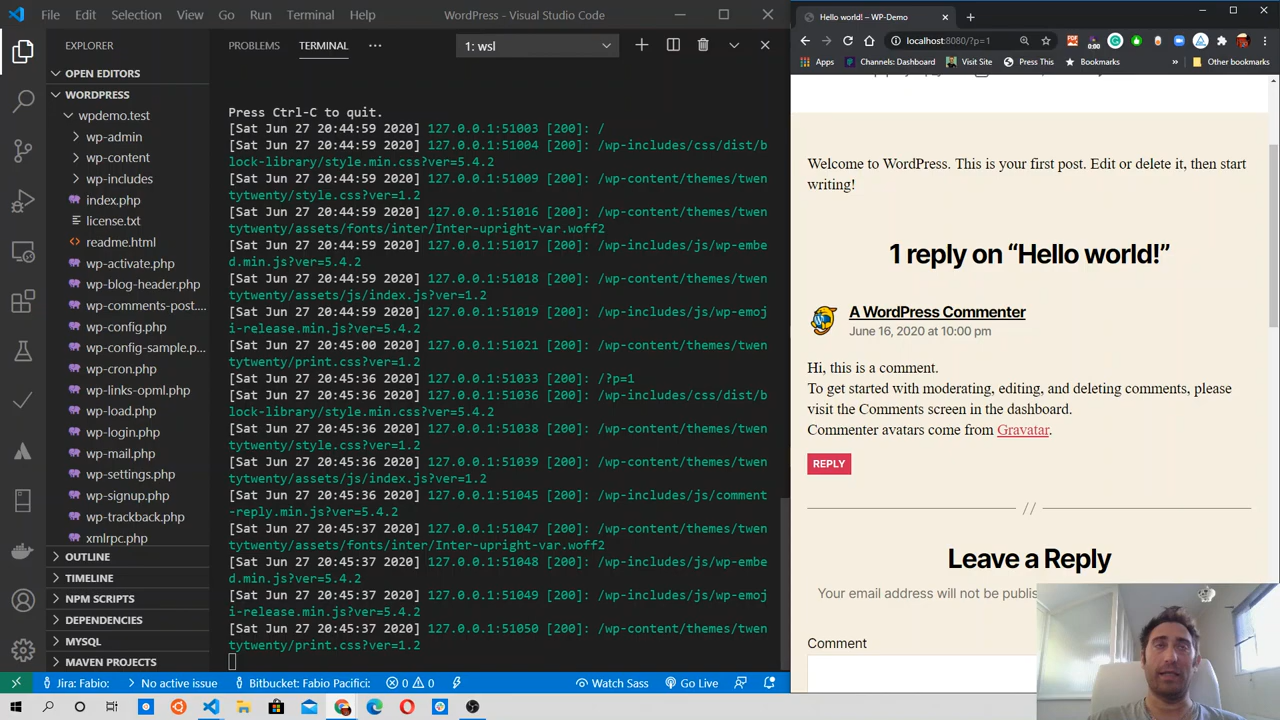 File Edit Selection View Go Run Terminal Help WordPress - Visual Studio Code
EXPLORER
OPEN EDITORS
WORDPRESS
wpdemo.test
wp-admin
wp-content
wp-includes
index.php
license.txt
readme.html
wp-activate.php
wp-blog-header.php
wp-comments-post....
wp-config.php
wp-config-sample.p...
wp-cron.php
wp-links-opml.php
wp-load.php
wp-login.php
wp-mail.php
wp-settings.php
wp-signup.php
wp-trackback.php
xmlrpc.php
OUTLINE
TIMELINE
NPM SCRIPTS
DEPENDENCIES
MYSQL
MAVEN PROJECTS
PROBLEMS TERMINAL ... 1: wsl
Press Ctrl-C to quit.
[Sat Jun 27 20:44:59 2020] 127.0.0.1:51003 [200]: /
[Sat Jun 27 20:44:59 2020] 127.0.0.1:51004 [200]: /wp-includes/css/dist/b
lock-library/style.min.css?ver=5.4.2
[Sat Jun 27 20:44:59 2020] 127.0.0.1:51009 [200]: /wp-content/themes/twen
tytwenty/style.css?ver=1.2
[Sat Jun 27 20:44:59 2020] 127.0.0.1:51016 [200]: /wp-content/themes/twen
tytwenty/assets/fonts/inter/Inter-upright-var.woff2
[Sat Jun 27 20:44:59 2020] 127.0.0.1:51017 [200]: /wp-includes/js/wp-embe
d.min.js?ver=5.4.2
[Sat Jun 27 20:44:59 2020] 127.0.0.1:51018 [200]: /wp-content/themes/twen
tytwenty/assets/js/index.js?ver=1.2
[Sat Jun 27 20:44:59 2020] 127.0.0.1:51019 [200]: /wp-includes/js/wp-emoj
i-release.min.js?ver=5.4.2
[Sat Jun 27 20:45:00 2020] 127.0.0.1:51021 [200]: /wp-content/themes/twen
tytwenty/print.css?ver=1.2
[Sat Jun 27 20:45:36 2020] 127.0.0.1:51033 [200]: /?p=1
[Sat Jun 27 20:45:36 2020] 127.0.0.1:51036 [200]: /wp-includes/css/dist/b
lock-library/style.min.css?ver=5.4.2
[Sat Jun 27 20:45:36 2020] 127.0.0.1:51038 [200]: /wp-content/themes/twen
tytwenty/style.css?ver=1.2
[Sat Jun 27 20:45:36 2020] 127.0.0.1:51039 [200]: /wp-content/themes/twen
tytwenty/assets/js/index.js?ver=1.2
[Sat Jun 27 20:45:36 2020] 127.0.0.1:51045 [200]: /wp-includes/js/comment
-reply.min.js?ver=5.4.2
[Sat Jun 27 20:45:37 2020] 127.0.0.1:51047 [200]: /wp-content/themes/twen
tytwenty/assets/fonts/inter/Inter-upright-var.woff2
[Sat Jun 27 20:45:37 2020] 127.0.0.1:51048 [200]: /wp-includes/js/wp-embe
d.min.js?ver=5.4.2
[Sat Jun 27 20:45:37 2020] 127.0.0.1:51049 [200]: /wp-includes/js/wp-emoj
i-release.min.js?ver=5.4.2
[Sat Jun 27 20:45:37 2020] 127.0.0.1:51050 [200]: /wp-content/themes/twen
tytwenty/print.css?ver=1.2
Jira: Fabio: No active issue Bitbucket: Fabio Pacifici: 0 0 Watch Sass Go Live
Hello world! – WP-Demo
localhost:8080/?p=1
Apps Channels: Dashboard Visit Site Press This Bookmarks » Other bookmarks
Welcome to WordPress. This is your first post. Edit or delete it, then start
writing!
1 reply on “Hello world!”
A WordPress Commenter
June 16, 2020 at 10:00 pm
Hi, this is a comment.
To get started with moderating, editing, and deleting comments, please
visit the Comments screen in the dashboard.
Commenter avatars come from Gravatar.
REPLY
//
Leave a Reply
Your email address will not be publis
Comment